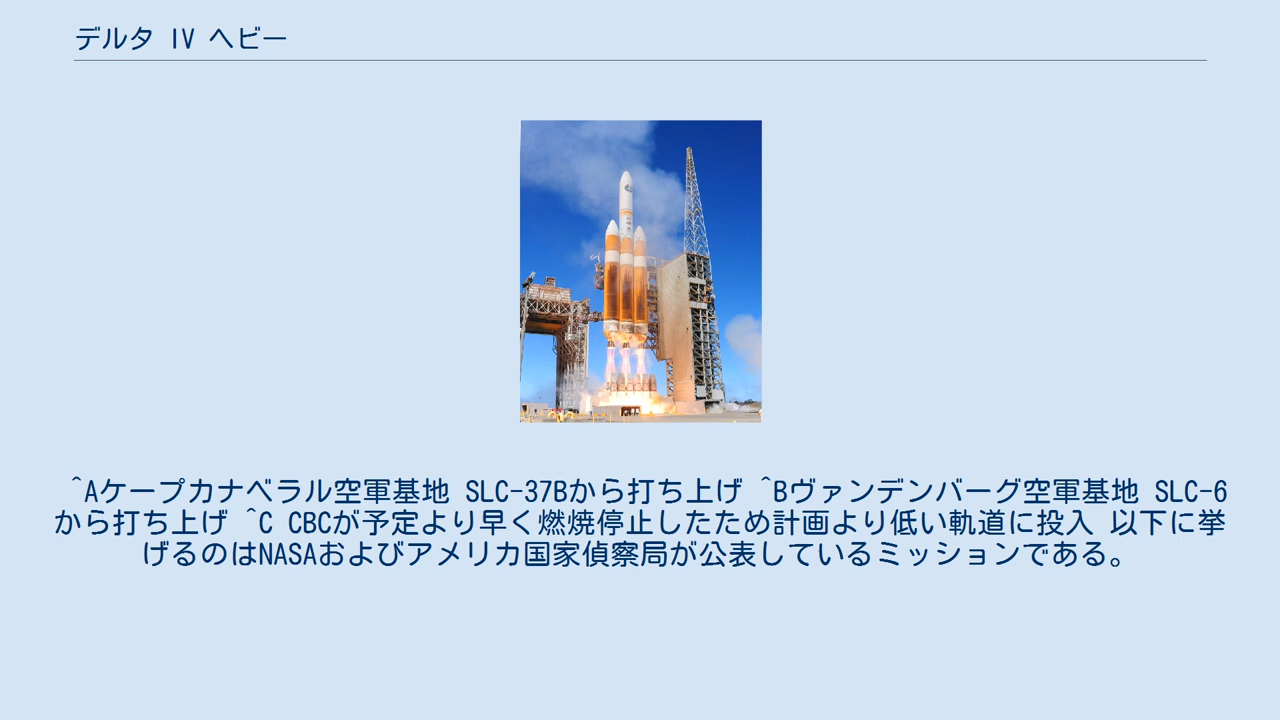 デルタ IV ヘビー
^Aケープカナベラル空軍基地 SLC-37Bから打ち上げ ^Bヴァンデンバーグ空軍基地 SLC-6
から打ち上げ ^C CBCが予定より早く燃焼停止したため計画より低い軌道に投入 以下に挙
げるのはNASAおよびアメリカ国家偵察局が公表しているミッションである。